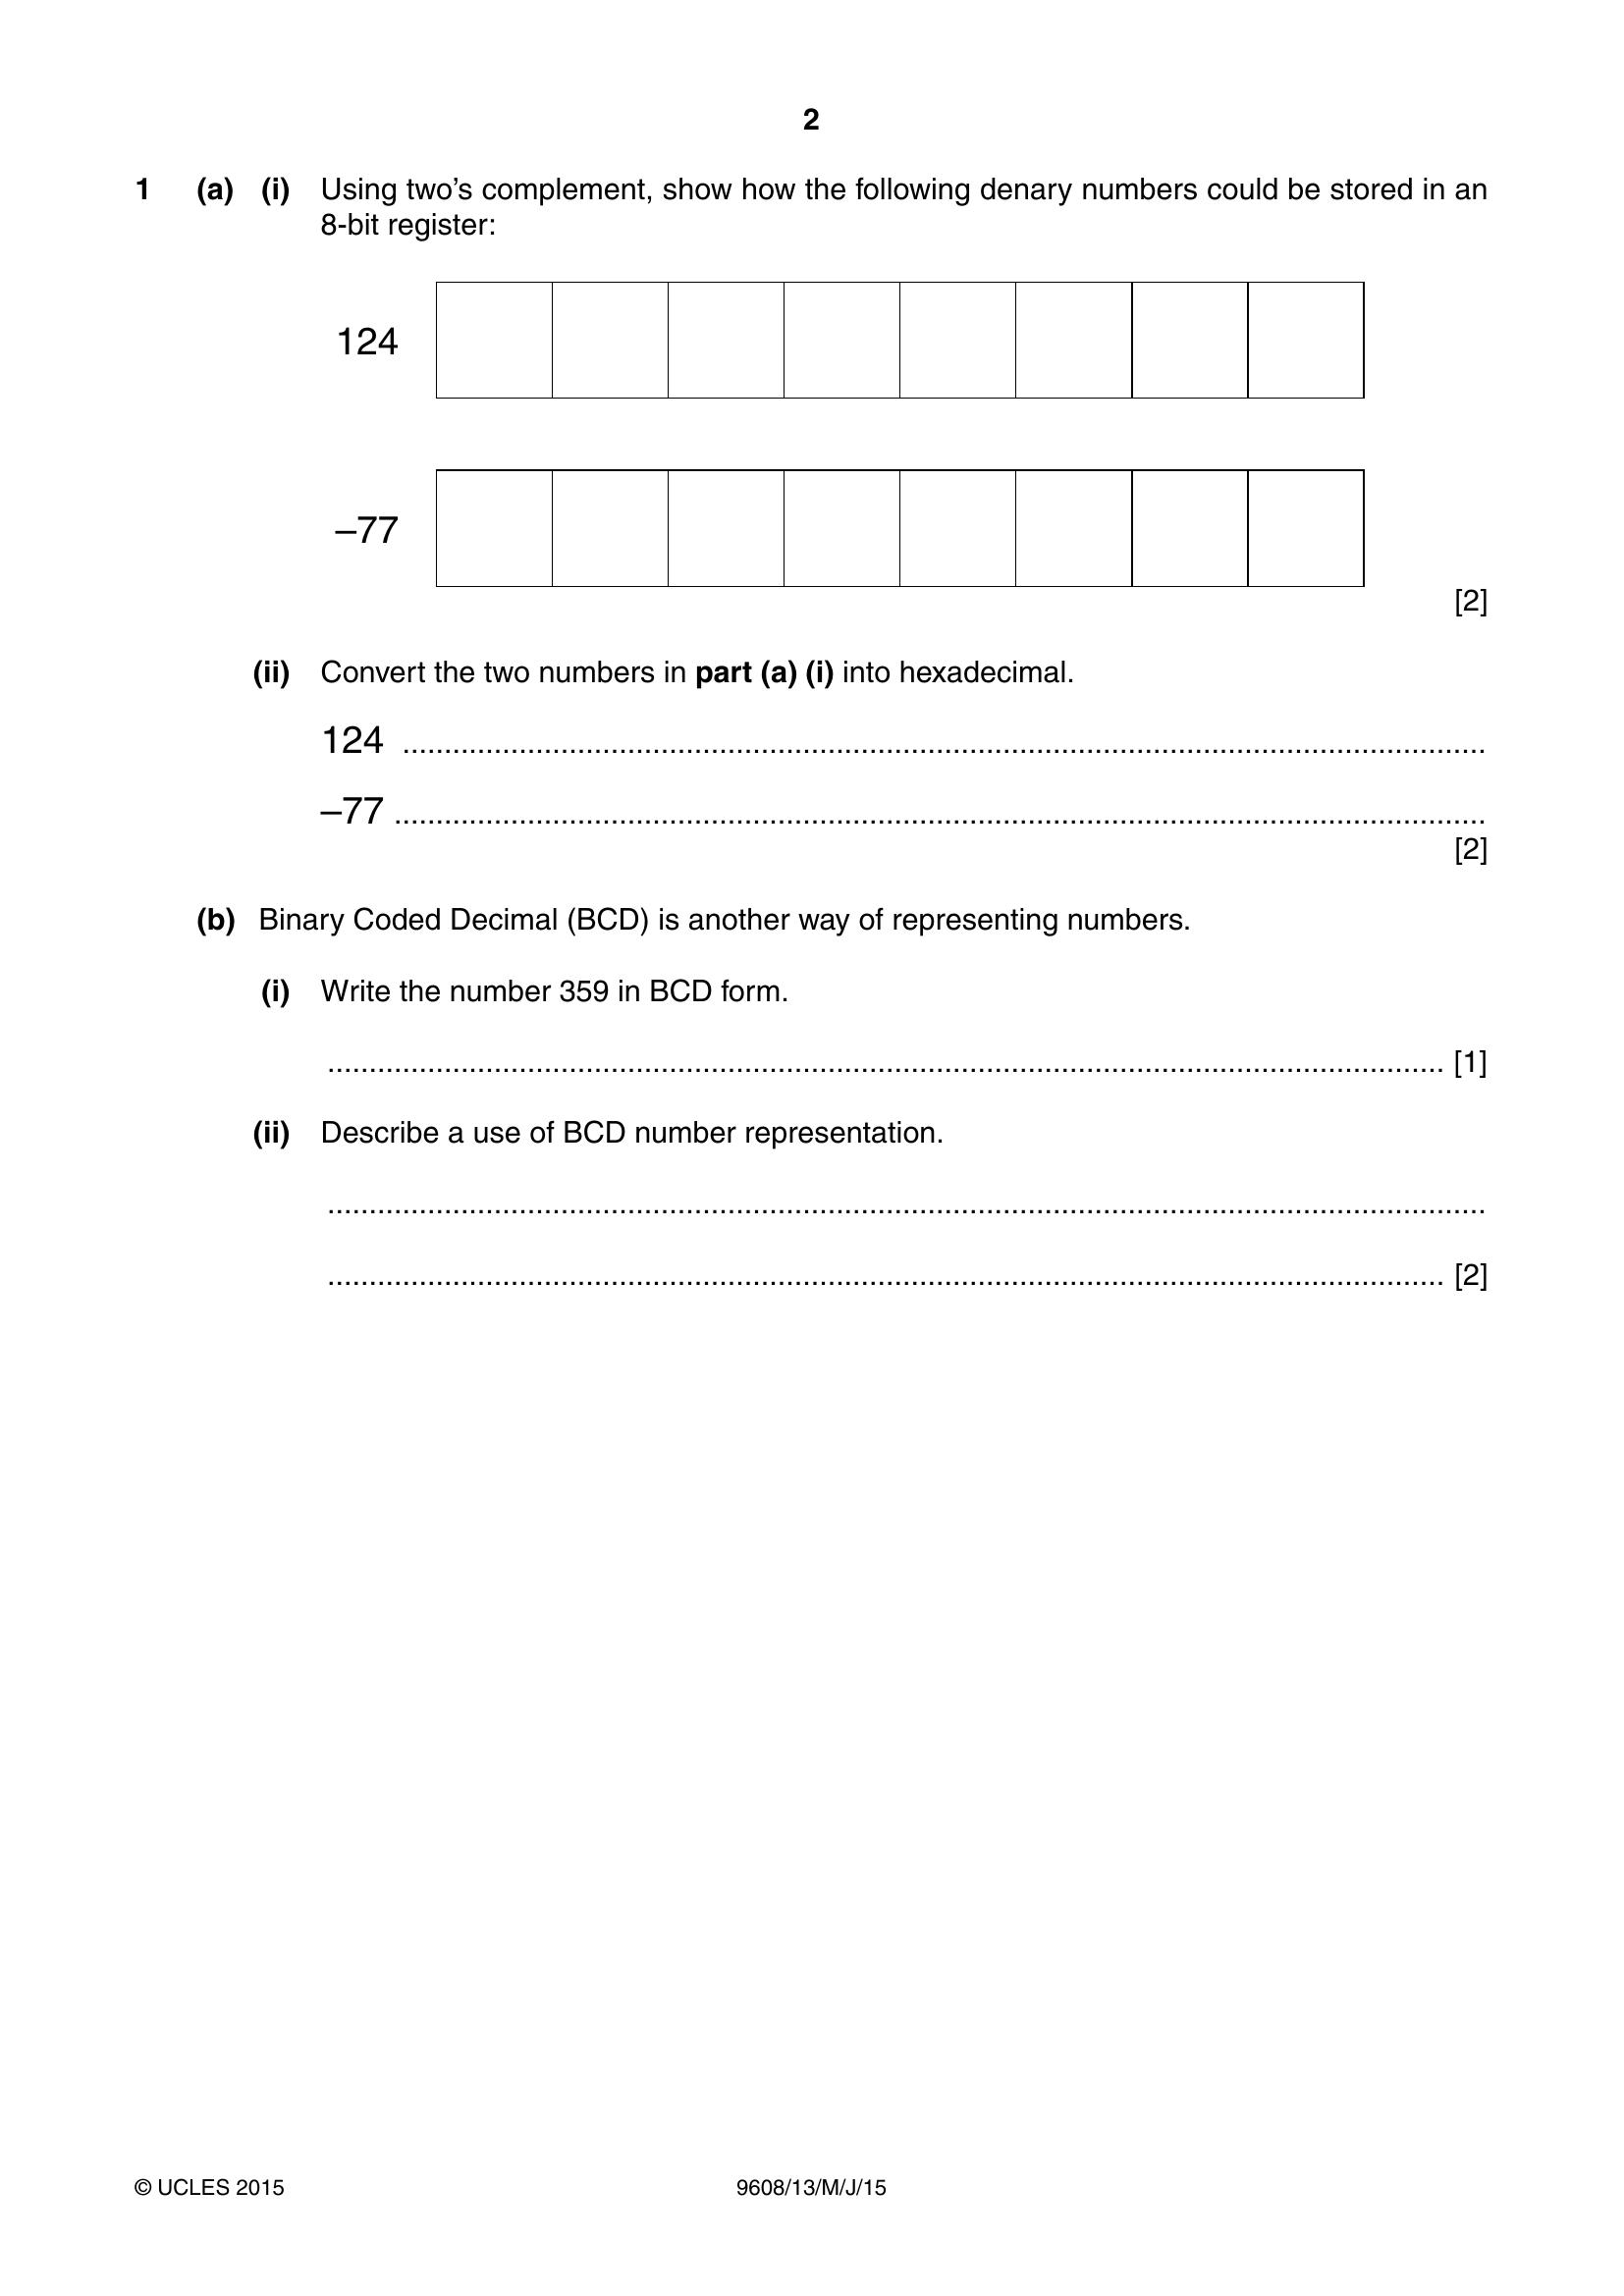 2
1 (a) (i) Using two’s complement, show how the following denary numbers could be stored in an
8-bit register:
124
–77
[2]
(ii) Convert the two numbers in part (a) (i) into hexadecimal.
124 ..........................................................................................................................................
–77 ..........................................................................................................................................
[2]
(b) Binary Coded Decimal (BCD) is another way of representing numbers.
(i) Write the number 359 in BCD form.
.......................................................................................................................................... [1]
(ii) Describe a use of BCD number representation.
..........................................................................................................................................
.......................................................................................................................................... [2]
© UCLES 2015 9608/13/M/J/15